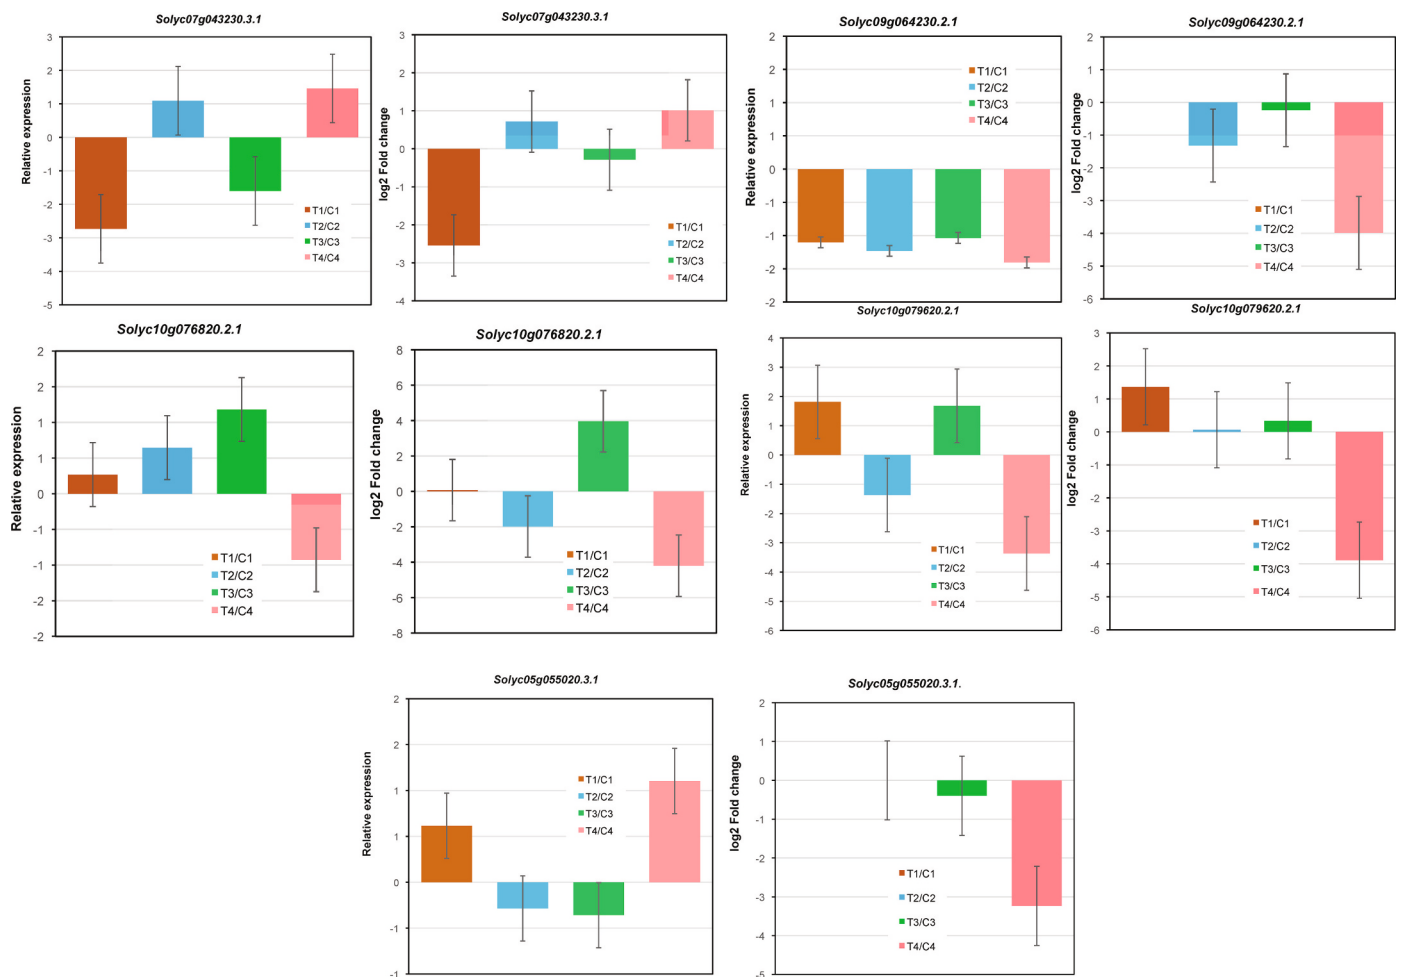 Solyc07g043230.3.1
Relative expression
3
2
1
0
-1
-2
-3
-4
-5
T1/C1
T2/C2
T3/C3
T4/C4
Solyc07g043230.3.1
log2 Fold change
3
2
1
0
-1
-2
-3
-4
T1/C1
T2/C2
T3/C3
T4/C4
Solyc09g064230.2.1
Relative expression
2
2
1
1
0
-1
-1
-2
-2
T1/C1
T2/C2
T3/C3
T4/C4
Solyc09g064230.2.1
log2 Fold change
2
1
0
-1
-2
-3
-4
-5
-6
T1/C1
T2/C2
T3/C3
T4/C4
Solyc10g076820.2.1
Relative expression
2
2
1
1
0
-1
-1
-2
-2
T1/C1
T2/C2
T3/C3
T4/C4
Solyc10g076820.2.1
log2 Fold change
8
6
4
2
0
-2
-4
-6
-8
T1/C1
T2/C2
T3/C3
T4/C4
Solyc10g079620.2.1
Relative expression
4
3
2
1
0
-1
-2
-3
-4
-5
-6
T1/C1
T2/C2
T3/C3
T4/C4
Solyc10g079620.2.1
log2 Fold change
3
2
1
0
-1
-2
-3
-4
-5
-6
T1/C1
T2/C2
T3/C3
T4/C4
Solyc05g055020.3.1
Relative expression
2
2
1
1
0
-1
-1
T1/C1
T2/C2
T3/C3
T4/C4
Solyc05g055020.3.1.
log2 Fold change
2
1
0
-1
-2
-3
-4
-5
T1/C1
T2/C2
T3/C3
T4/C4